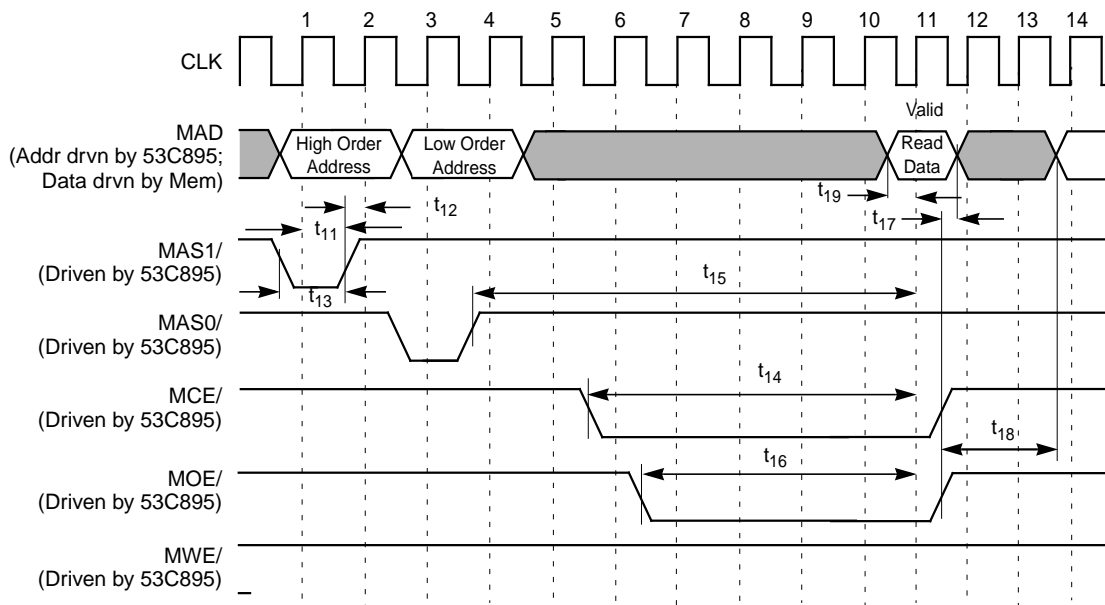 1 2 3 4 5 6 7 8 9 10 11 12 13 14
CLK
Valid
MAD
(Addr drvn by 53C895;
Data drvn by Mem)
High Order
Address
Low Order
Address
Read
Data
t19
t12
t17
t11
MAS1/
(Driven by 53C895)
t13
t15
MAS0/
(Driven by 53C895)
t14
MCE/
(Driven by 53C895)
t18
t16
MOE/
(Driven by 53C895)
MWE/
(Driven by 53C895)